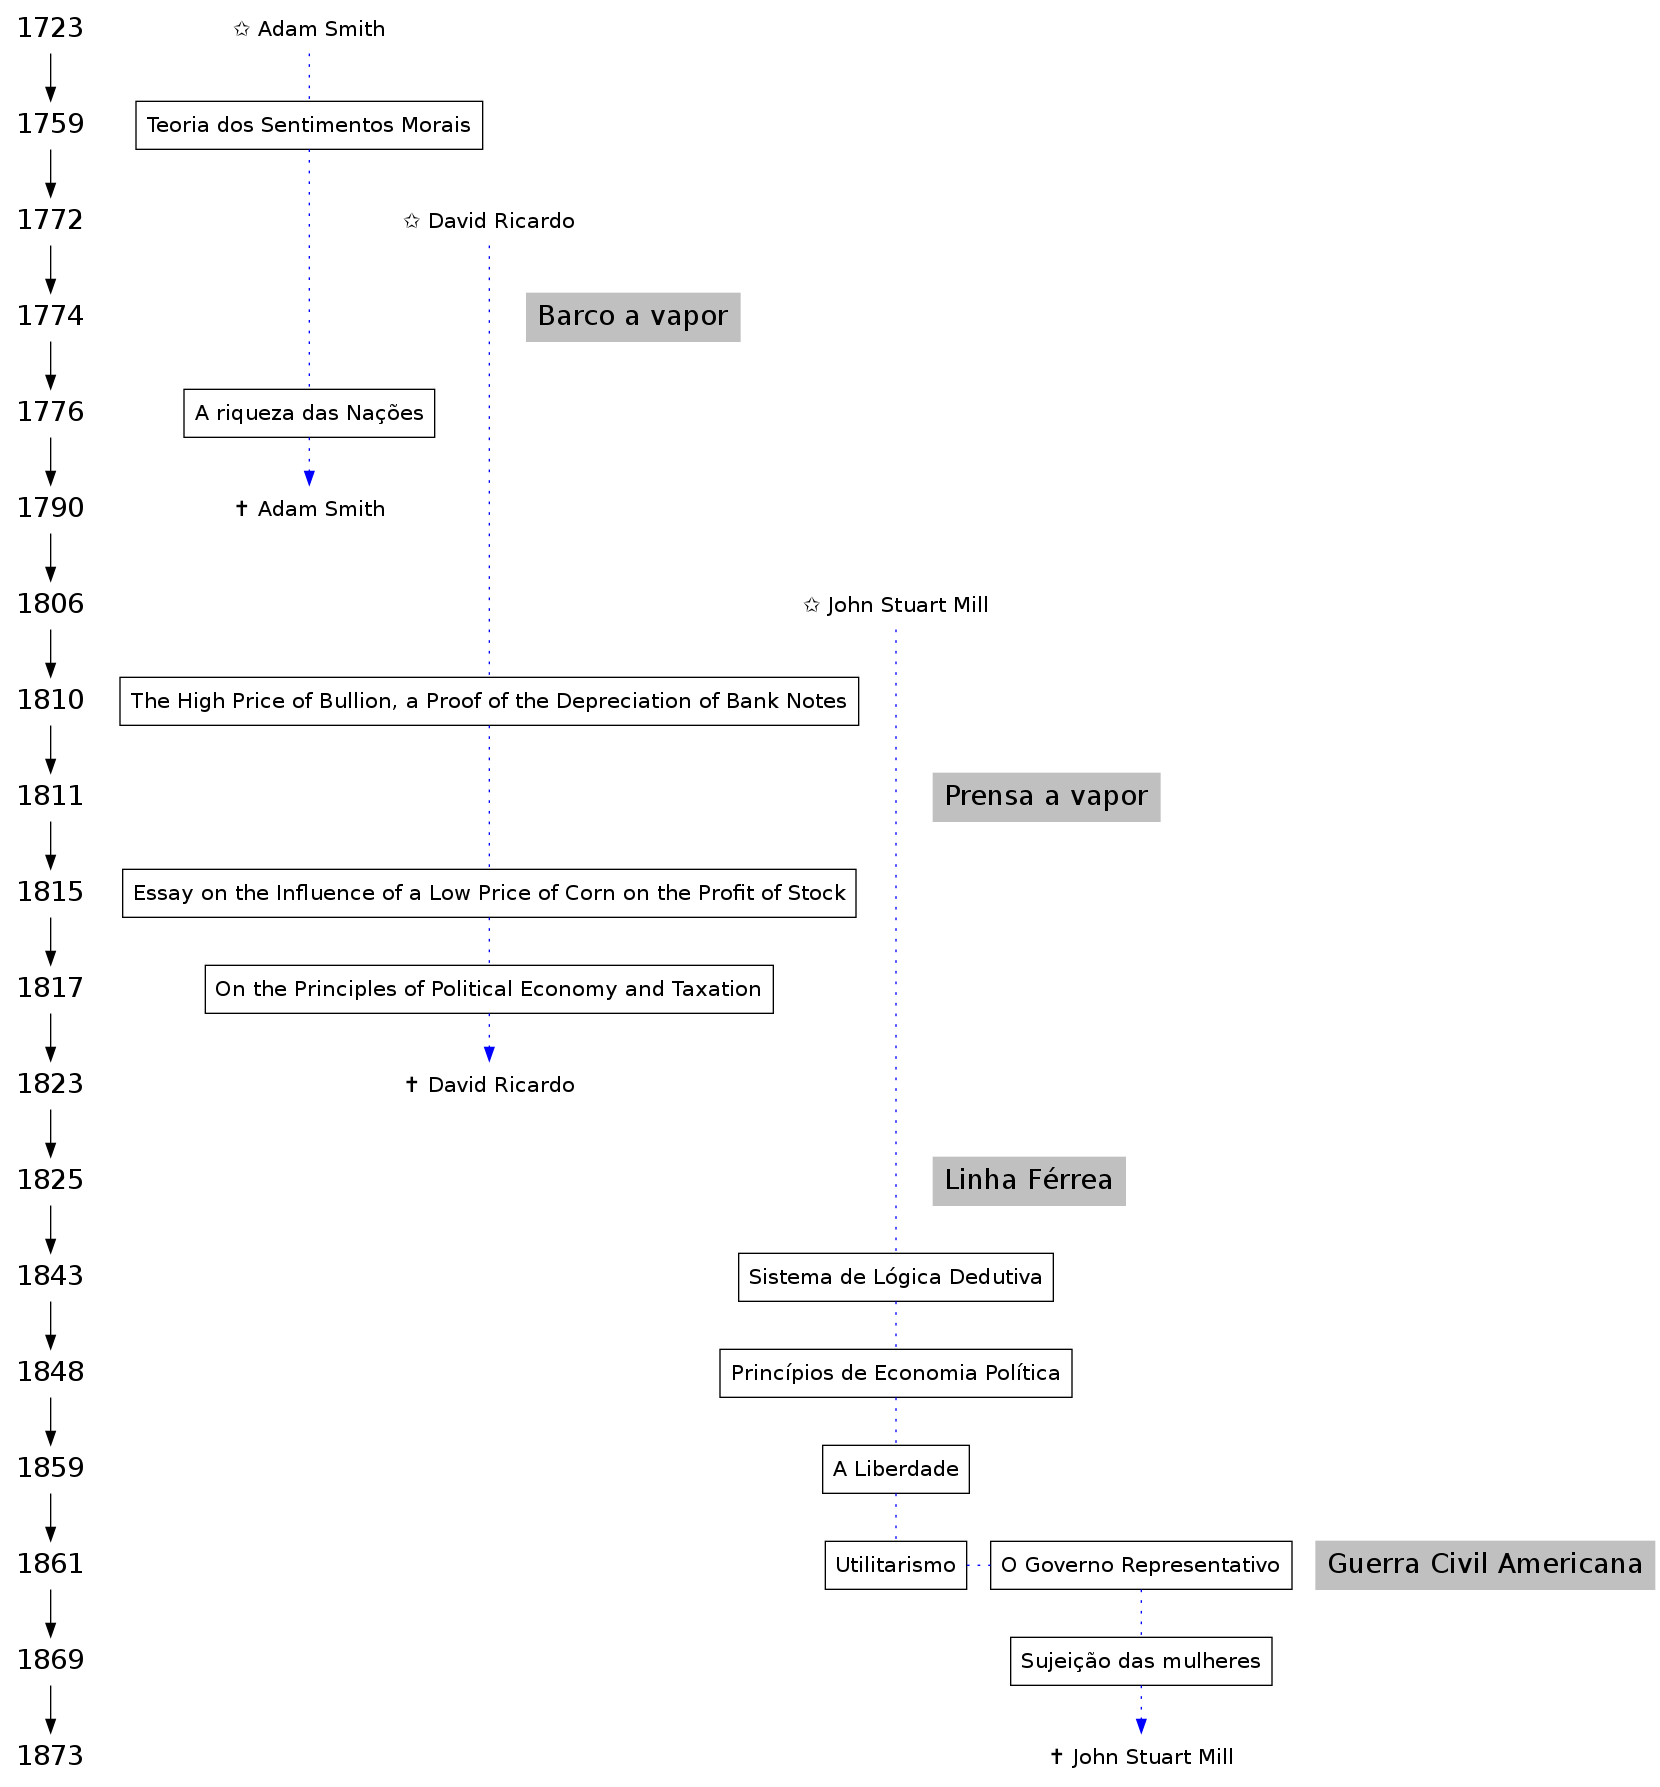 1723 ✩ Adam Smith
1759 Teoria dos Sentimentos Morais
1772 ✩ David Ricardo
1774 Barco a vapor
1776 A riqueza das Nações
1790 ✝ Adam Smith
1806 ✩ John Stuart Mill
1810 The High Price of Bullion, a Proof of the Depreciation of Bank Notes
1811 Prensa a vapor
1815 Essay on the Influence of a Low Price of Corn on the Profit of Stock
1817 On the Principles of Political Economy and Taxation
1823 ✝ David Ricardo
1825 Linha Férrea
1843 Sistema de Lógica Dedutiva
1848 Princípios de Economia Política
1859 A Liberdade
1861 Utilitarismo O Governo Representativo Guerra Civil Americana
1869 Sujeição das mulheres
1873 ✝ John Stuart Mill